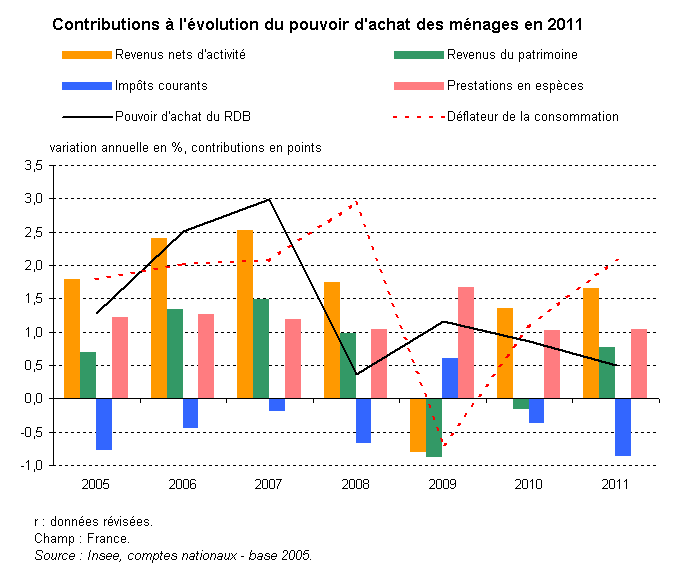 Contributions à l'évolution du pouvoir d'achat des ménages en 2011
Revenus nets d'activité
Revenus du patrimoine
Impôts courants
Prestations en espèces
Pouvoir d'achat du RDB
Déflateur de la consommation
variation annuelle en %, contributions en points
3,5
3,0
2,5
2,0
1,5
1,0
0,5
0,0
-0,5
-1,0
2005 2006 2007 2008 2009 2010 2011
r : données révisées.
Champ : France.
Source : Insee, comptes nationaux - base 2005.